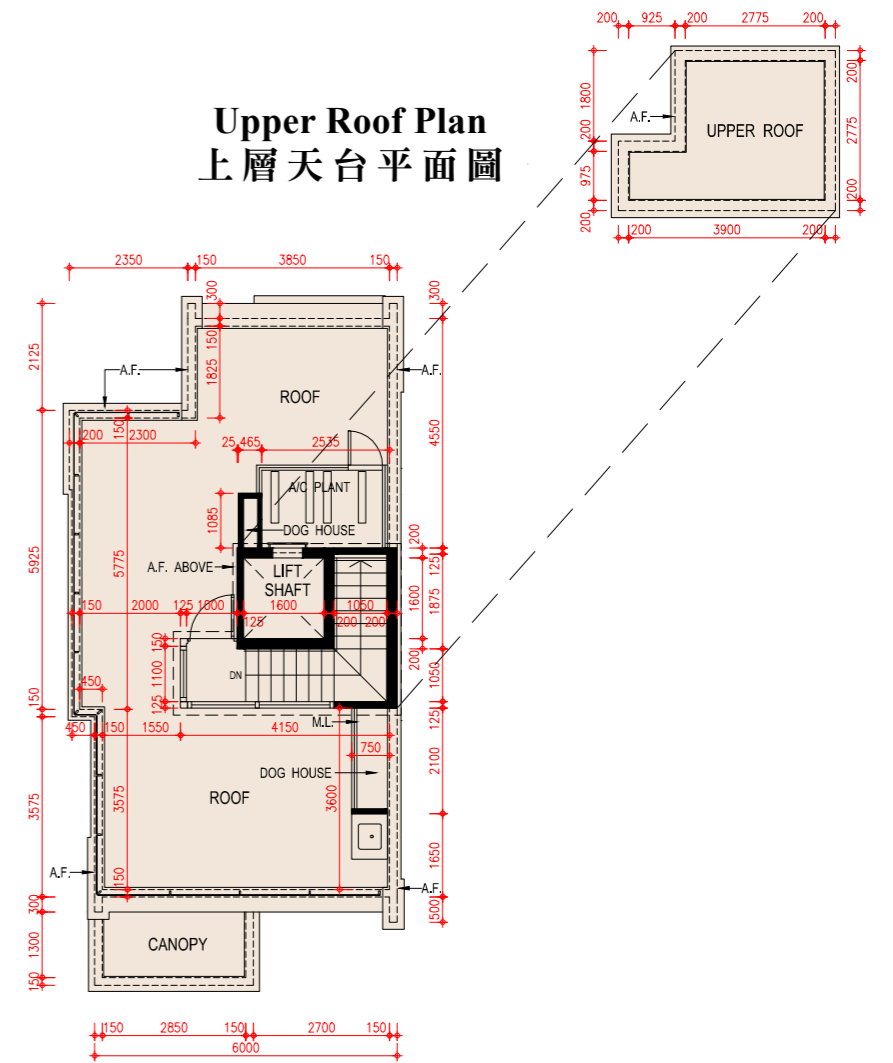 200 925 200 2775 200
1800
200
975
200
A.F.
UPPER ROOF
200
2775
200
200 3900 200
Upper Roof Plan
上層天台平面圖
2350 150 3850 150
300
300
2125
A.F.
150
1825
ROOF
A.F.
4550
150
200 2300
25 465 2535
A/C PLANT
1085
DOG HOUSE
200
125
5925
5775
A.F. ABOVE
LIFT
SHAFT
1600
1875
150 2000 125 1000 1600 1050
125
200 200
150
200
1100
DN
1050
450
125
150
125
450 150 1550 4150
M.L.
750
2100
DOG HOUSE
ROOF
3575
3575
3600
1650
A.F.
150
A.F.
300
500
1300
CANOPY
150
150 2850 150 2700 150
6000